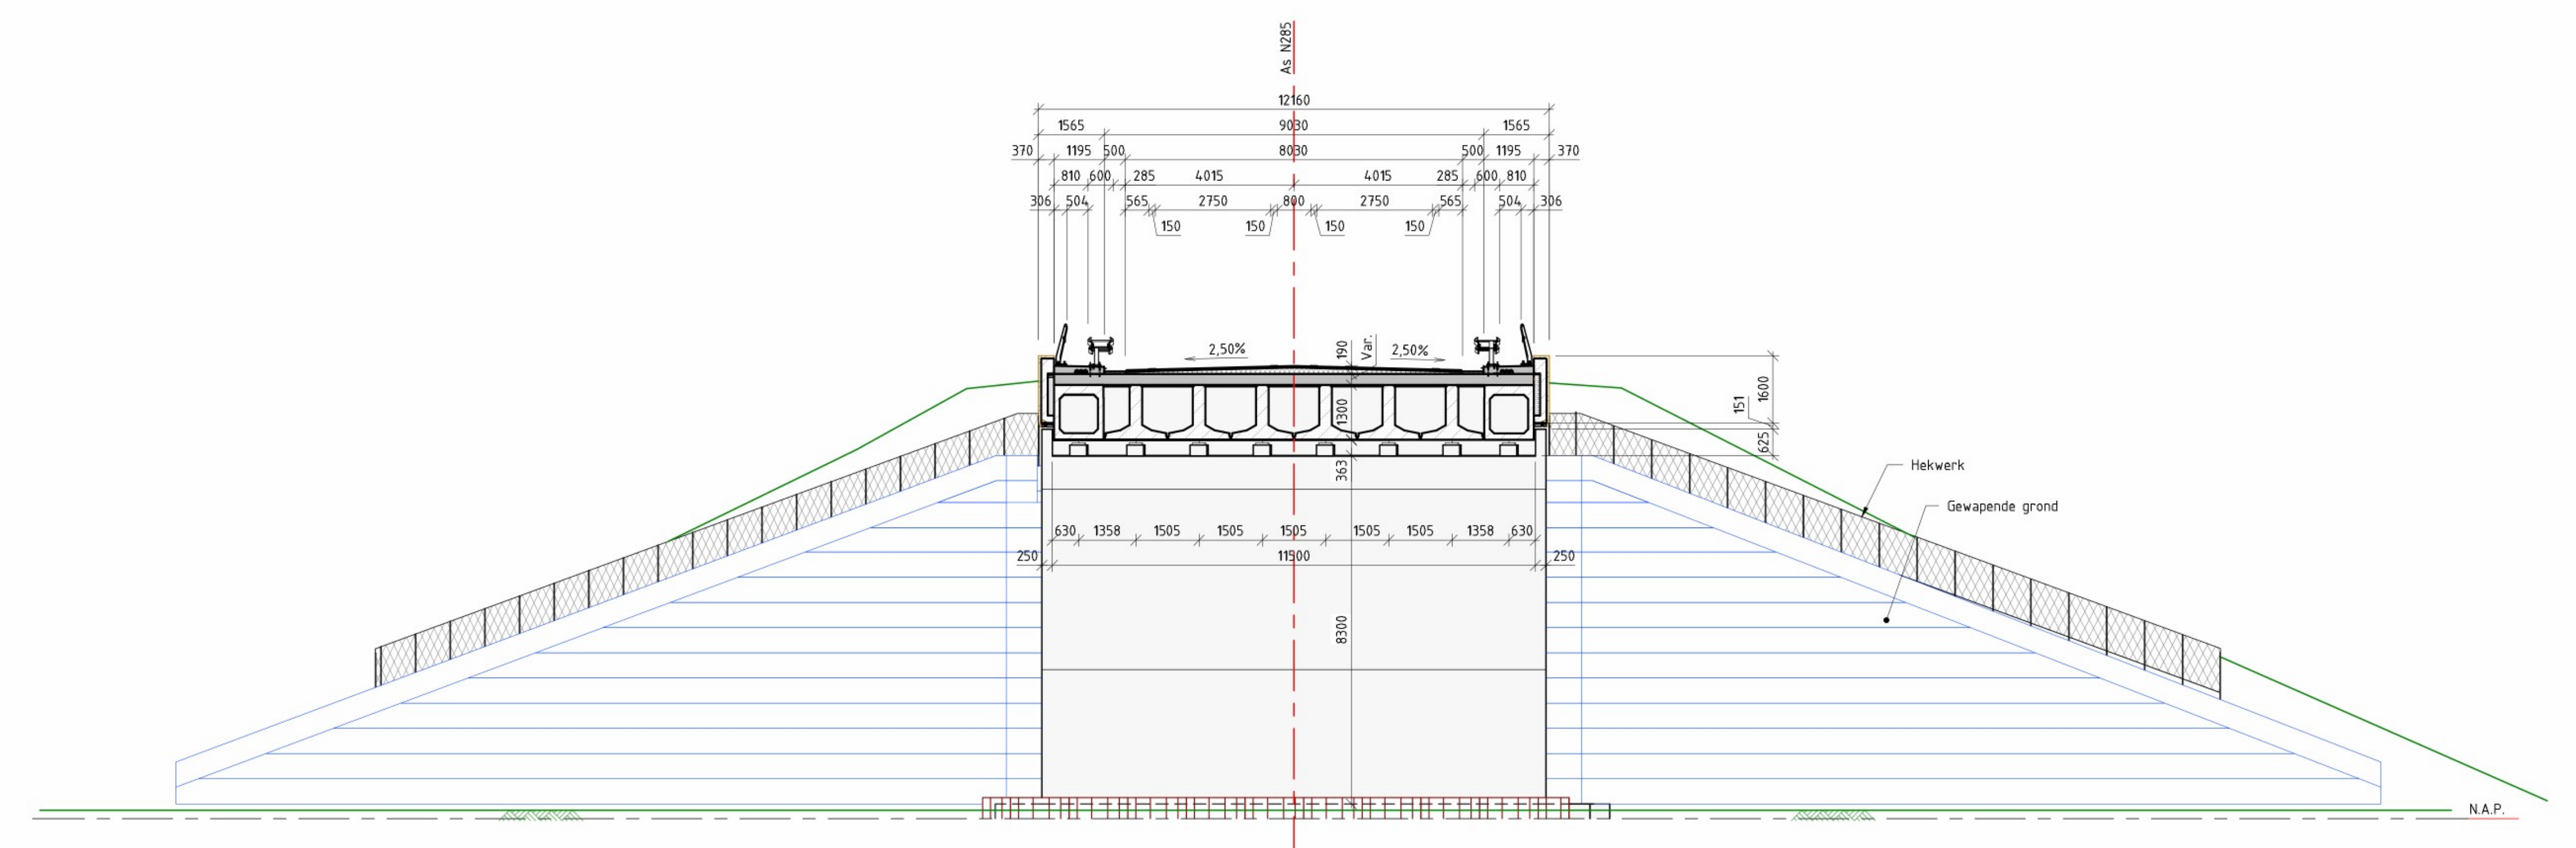 As N285
12160
1565 9030 1565
370 1195 500 8030 500 1195 370
810 600 285 4015 4015 285 600 810
306 504 565 2750 800 2750 565 504 306
150 150 150 150
2,50% 190 Var. 2,50%
1300 151 1600
625
363
Hekwerk
Gewapende grond
630 1358 1505 1505 1505 1505 1505 1358 630
250 11500 250
8300
N.A.P.